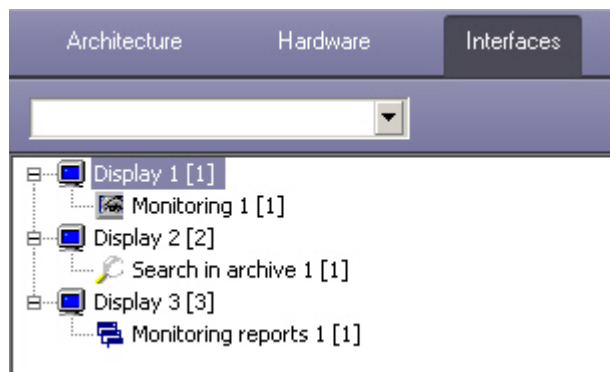 Architecture Hardware Interfaces
Display 1 [1]
Monitoring 1 [1]
Display 2 [2]
Search in archive 1 [1]
Display 3 [3]
Monitoring reports 1 [1]